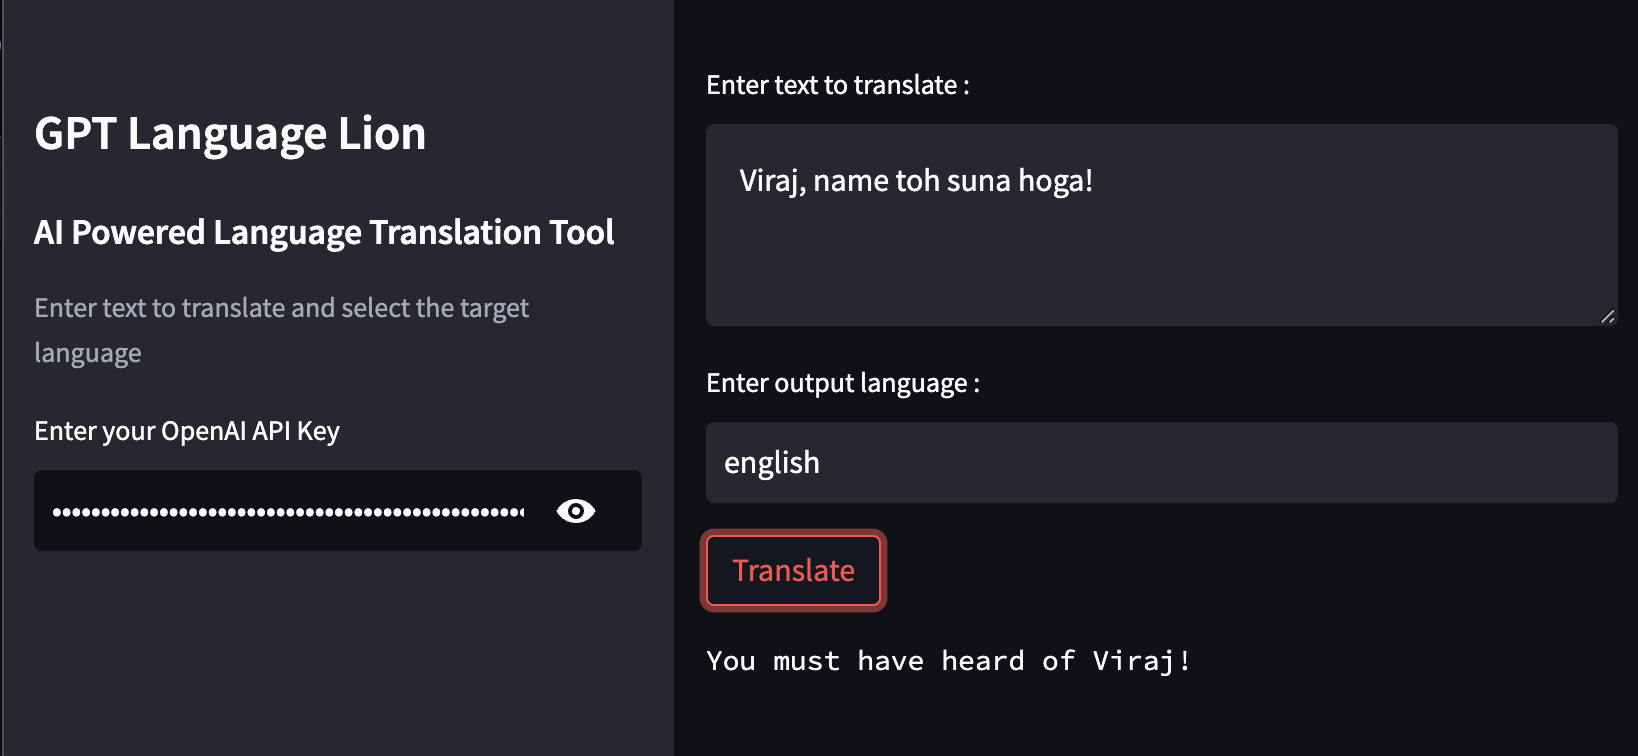 GPT Language Lion
AI Powered Language Translation Tool
Enter text to translate and select the target
language
Enter your OpenAI API Key
Enter text to translate :
Viraj, name toh suna hoga!
Enter output language :
english
Translate
You must have heard of Viraj!